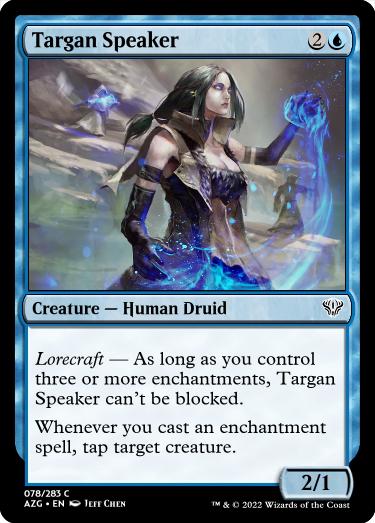 Targan Speaker 2
Creature — Human Druid
Lorecraft — As long as you control
three or more enchantments, Targan
Speaker can't be blocked.
Whenever you cast an enchantment
spell, tap target creature.
2/1
078/283 C
AZG • EN Jeff Chen
™ & © 2022 Wizards of the Coast